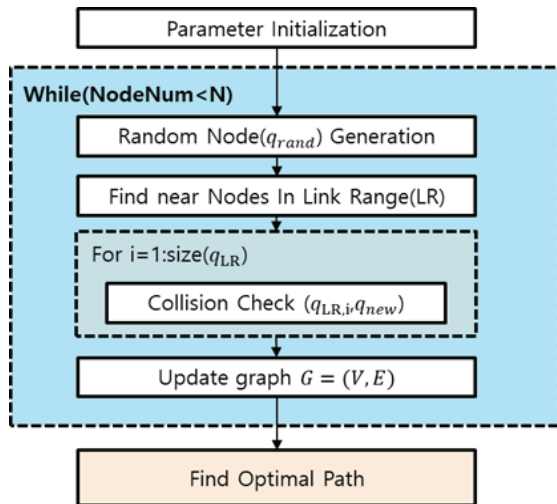 Parameter Initialization
While(NodeNum<N)
Random Node(q_rand) Generation
Find near Nodes In Link Range(LR)
For i=1:size(q_LR)
Collision Check (q_LR,i,q_new)
Update graph G = (V, E)
Find Optimal Path